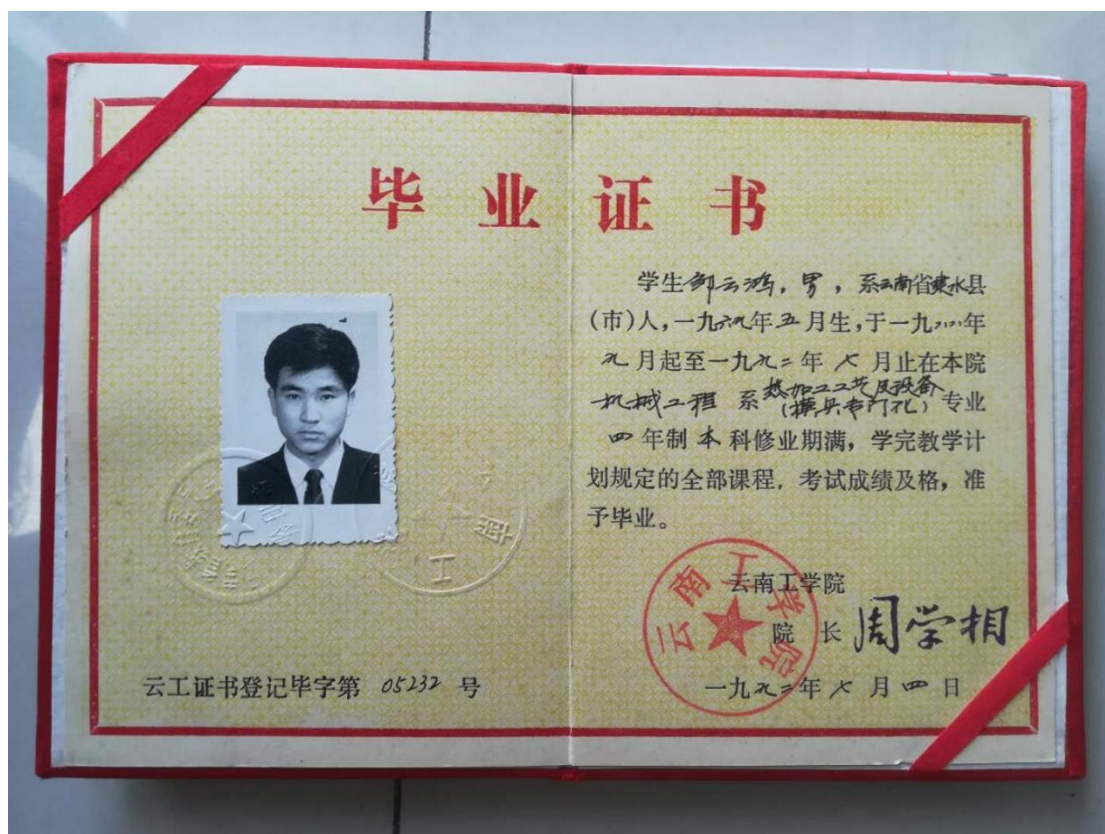 毕业证书
云工证书登记毕字第 05232 号
学生邹云鸿，男，系云南省建水县
(市)人,一九六九年五月生,于一九八八年
九月起至一九九二年七月止在本院
机械工程系热加工工艺及设备
(模具专门化)专业
四年制本科修业期满，学完教学计
划规定的全部课程，考试成绩及格，准
予毕业。
云南工学院
院长 周学相
一九九二年七月四日
云南工学院